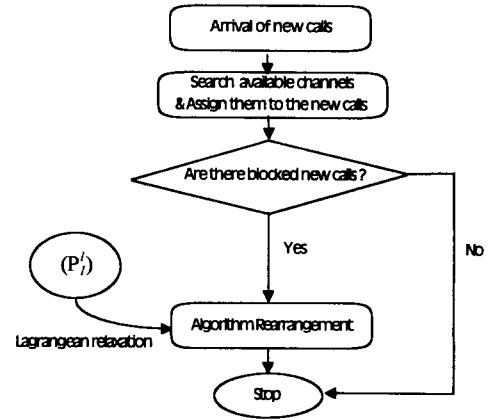 Arrival of new calls
Search available channels
& Assign them to the new calls
Are there blocked new calls?
Yes
No
(P_l^l)
Algorithm Rearrangement
Lagrangean relaxation
Stop